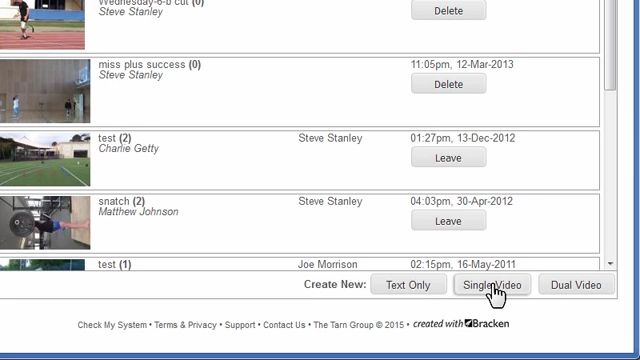 Wednesday-6-b cut (0)
Steve Stanley
Delete
miss plus success (0)
Steve Stanley
11:05pm, 12-Mar-2013
Delete
test (2)
Charlie Getty
Steve Stanley
01:27pm, 13-Dec-2012
Leave
snatch (2)
Matthew Johnson
Steve Stanley
04:03pm, 30-Apr-2012
Leave
test (1)
Joe Morrison
02:15pm, 16-May-2011
Create New: Text Only Single Video Dual Video
Check My System • Terms & Privacy • Support • Contact Us • The Tarn Group © 2015 • created with Bracken